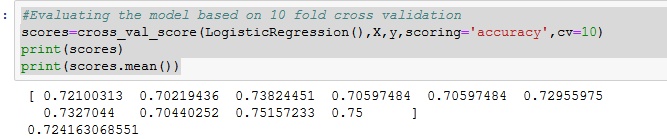 :
#Evaluating the model based on 10 fold cross validation
scores=cross_val_score(LogisticRegression(),X,y,scoring='accuracy',cv=10)
print(scores)
print(scores.mean())
[ 0.72100313 0.70219436 0.73824451 0.70597484 0.70597484 0.72955975
0.7327044 0.70440252 0.75157233 0.75 ]
0.724163068551